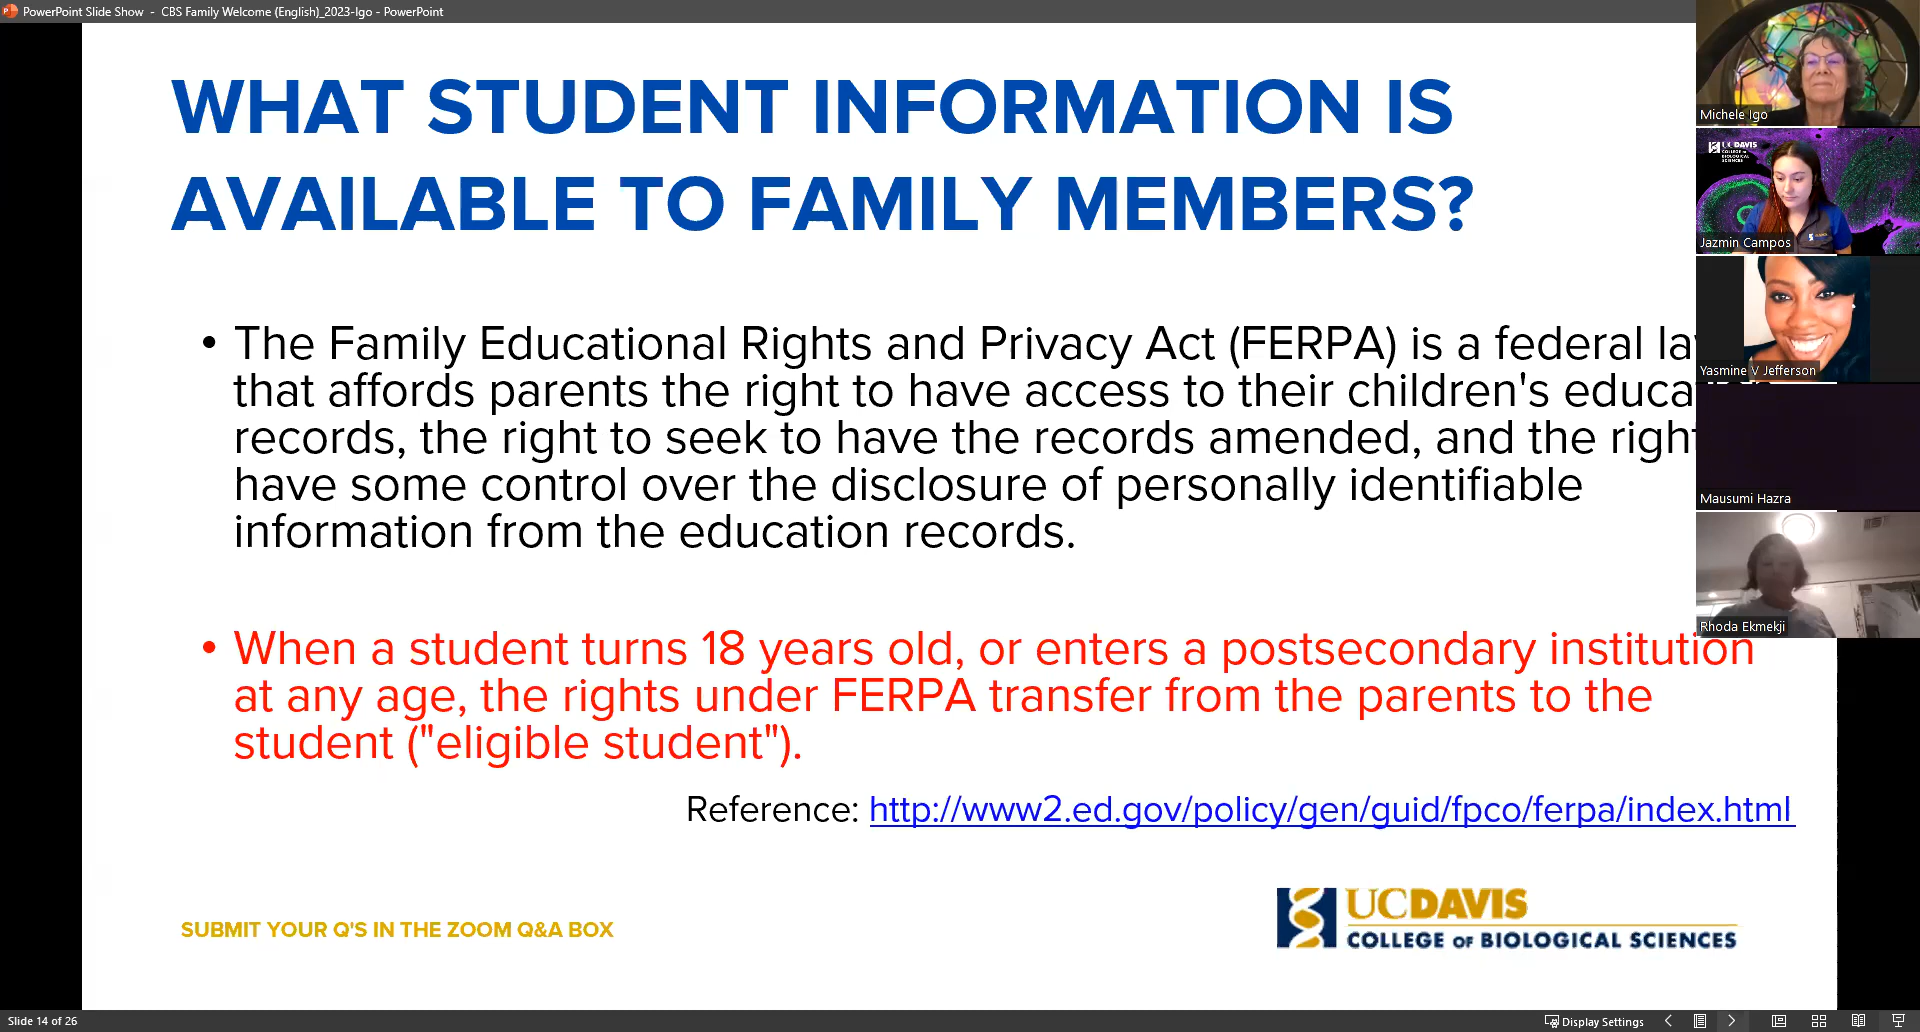 PowerPoint Slide Show - CBS Family Welcome (English)_2023-Igo - PowerPoint
WHAT STUDENT INFORMATION IS
AVAILABLE TO FAMILY MEMBERS?
• The Family Educational Rights and Privacy Act (FERPA) is a federal la
that affords parents the right to have access to their children's educa
records, the right to seek to have the records amended, and the righ
have some control over the disclosure of personally identifiable
information from the education records.
• When a student turns 18 years old, or enters a postsecondary institution
at any age, the rights under FERPA transfer from the parents to the
student ("eligible student").
Reference: http://www2.ed.gov/policy/gen/guid/fpco/ferpa/index.html
SUBMIT YOUR Q'S IN THE ZOOM Q&A BOX
UCDAVIS
COLLEGE OF BIOLOGICAL SCIENCES
Michele Igo
UCDAVIS
COLLEGE OF
BIOLOGICAL
SCIENCES
Jazmin Campos
Yasmine V Jefferson
Mausumi Hazra
Rhoda Ekmekji
Slide 14 of 26
Display Settings